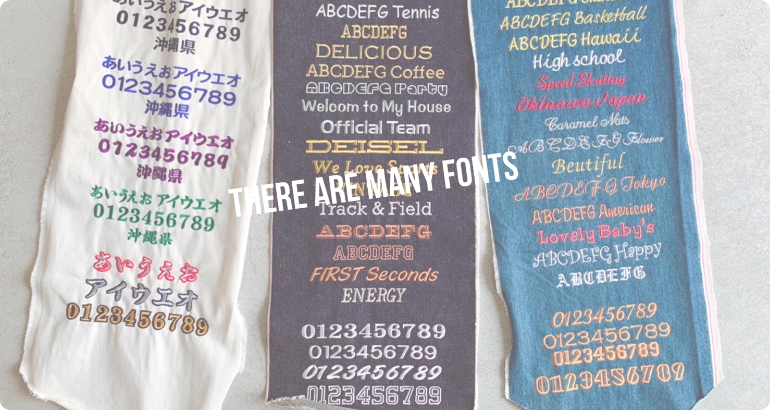 あいうえおアイウエオ
0123456789
沖縄県
あいうえおアイウエオ
0123456789
沖縄県
あいうえおアイウエオ
0123456789
沖縄県
あいうえおアイウエオ
0123456789
沖縄県
あいうえお
アイウエオ
0123456789
ABCDEFG Tennis
ABCDEFG
DELICIOUS
ABCDEFG Coffee
ABCDEFG Party
Welcome to My House
Official Team
DEISEL
We Love Sports
THERE ARE MANY FONTS
Track & Field
ABCDEFG
ABCDEFG
FIRST Seconds
ENERGY
0123456789
0123456789
0123456789
0123456789
ABCDEFG
ABCDEFG Basketball
ABCDEFG Hawaii
High school
Speed Skating
Okinawa Japan
Caramel Nuts
ABCDEFG Flower
Beutiful
ABCDEFG Tokyo
ABCDEFG American
Lovely Baby's
ABCDEFG Happy
ABCDEFG
0123456789
0123456789
0123456789
0123456789